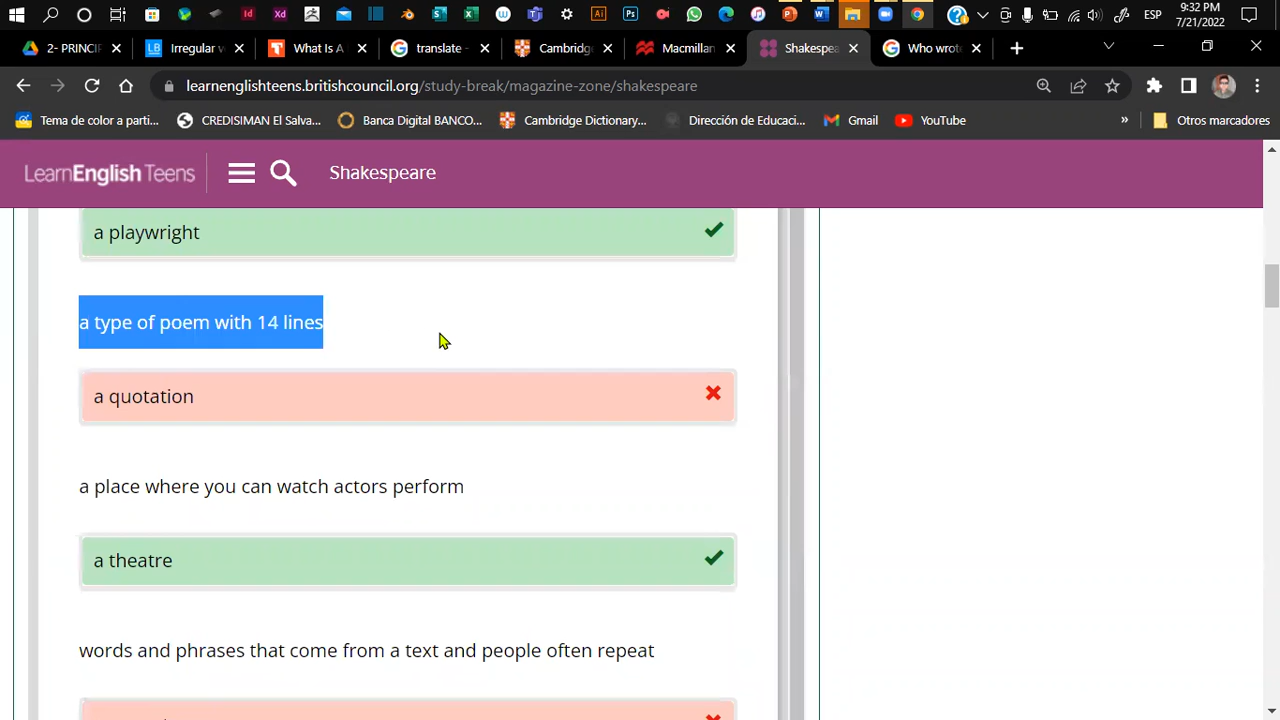 9:32 PM
ESP
7/21/2022
2- PRINCIP
Irregular v
What Is A
translate -
Cambridg
Macmillan
Shakespea
Who wrote
learnenglishteens.britishcouncil.org/study-break/magazine-zone/shakespeare
Tema de color a parti...
CREDISIMAN El Salva...
Banca Digital BANCO...
Cambridge Dictionary...
Dirección de Educaci...
Gmail
YouTube
»
Otros marcadores
LearnEnglish Teens
Shakespeare
a playwright
a type of poem with 14 lines
a quotation
a place where you can watch actors perform
a theatre
words and phrases that come from a text and people often repeat